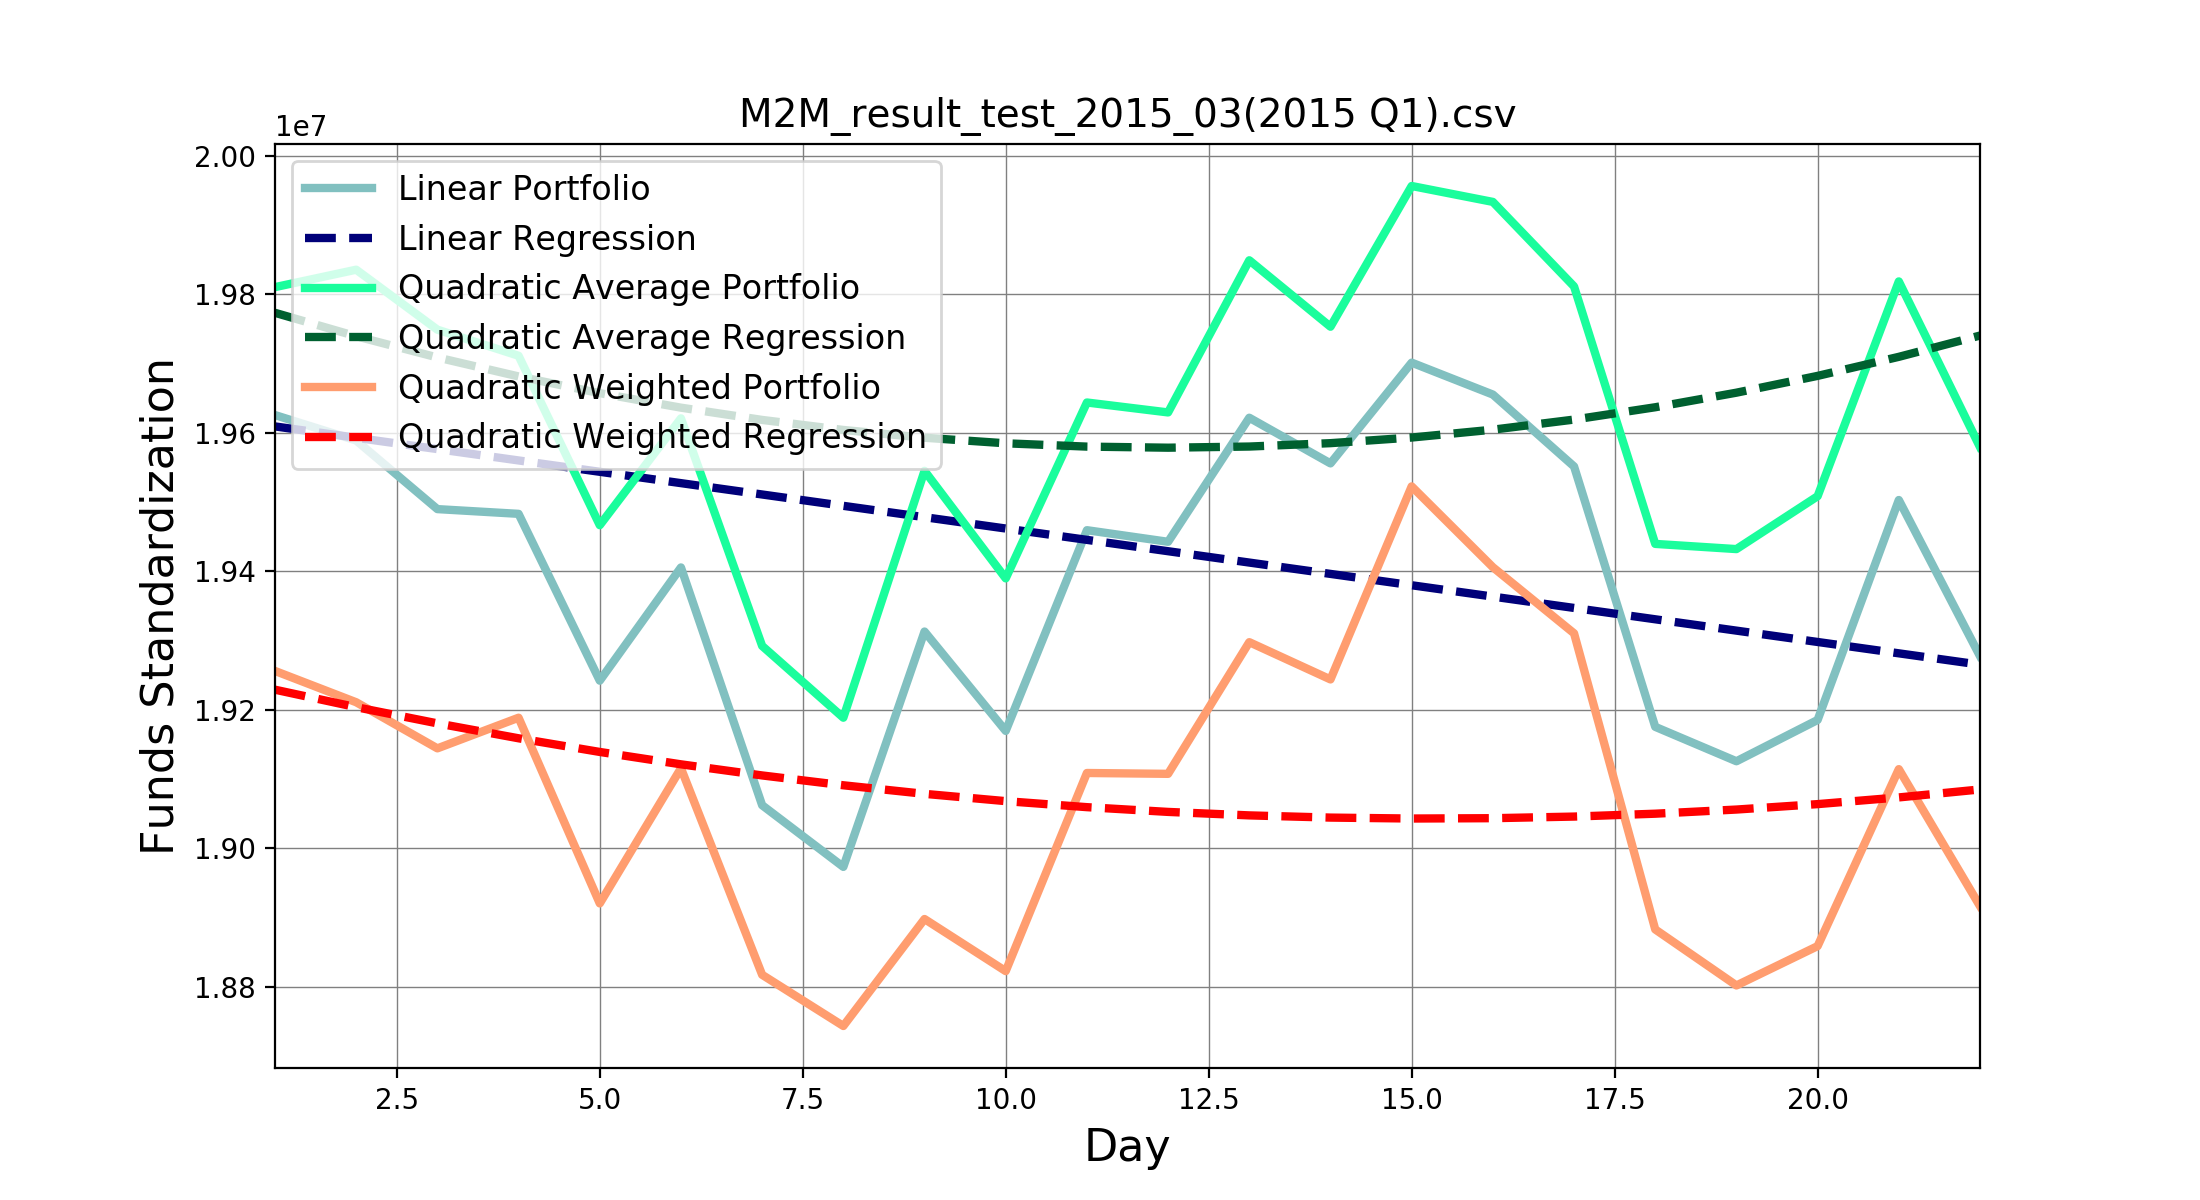 M2M_result_test_2015_03(2015 Q1).csv
1e7
2.00
1.98
1.96
1.94
1.92
1.90
1.88
Funds Standardization
Linear Portfolio
Linear Regression
Quadratic Average Portfolio
Quadratic Average Regression
Quadratic Weighted Portfolio
Quadratic Weighted Regression
2.5 5.0 7.5 10.0 12.5 15.0 17.5 20.0
Day